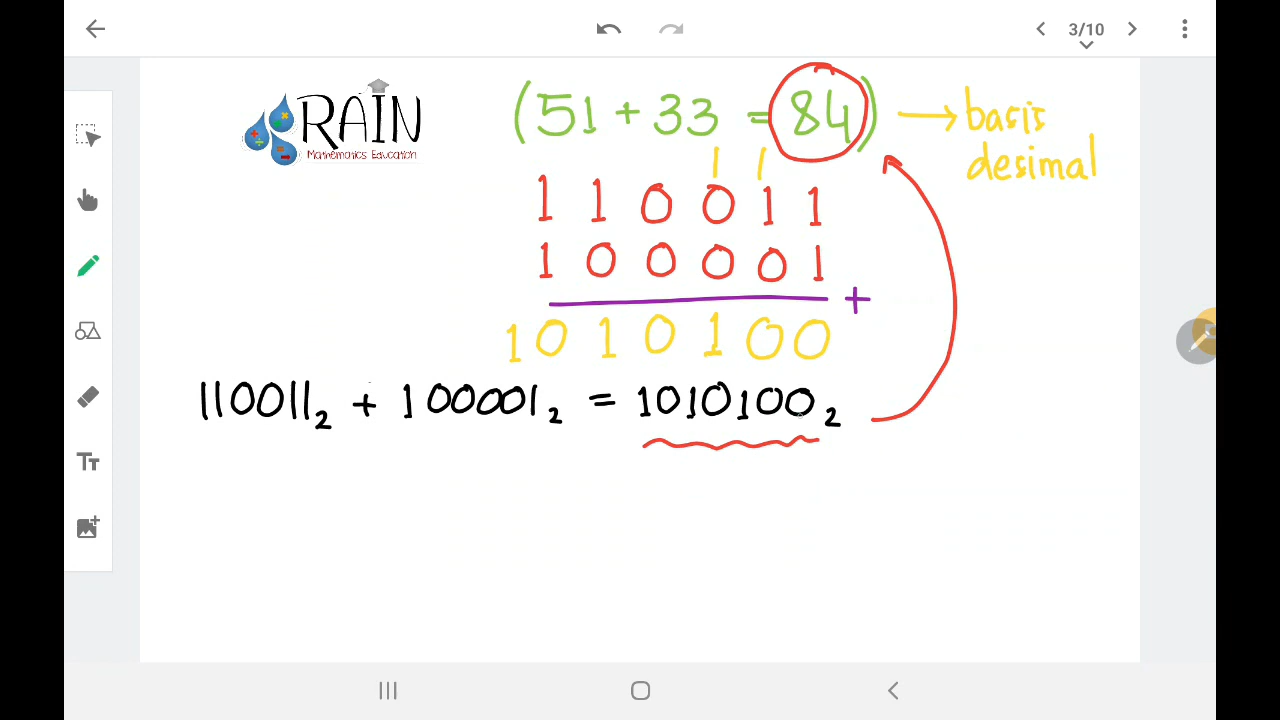 3/10
RAIN
Mathematics Education
(51 + 33 = 84) → basis
desimal
1 1
1 1 0 0 1 1
1 0 0 0 0 1
+
1 0 1 0 1 0 0
110011₂ + 100001₂ = 1010100₂
Tт